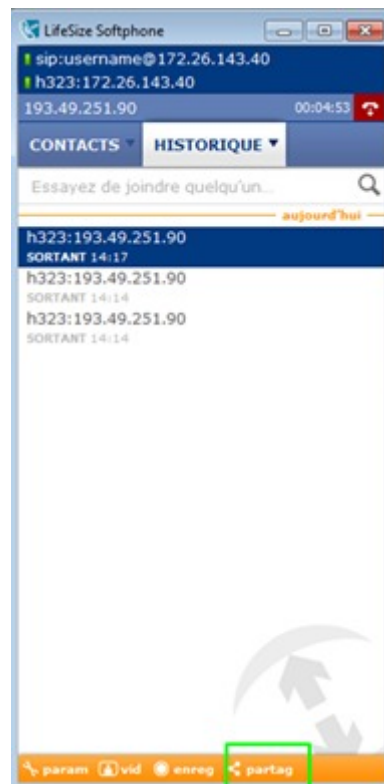 LifeSize Softphone
sip:username@172.26.143.40
h323:172.26.143.40
193.49.251.90 00:04:53
CONTACTS HISTORIQUE
Essayez de joindre quelqu'un...
aujourd'hui
h323:193.49.251.90
SORTANT 14:17
h323:193.49.251.90
SORTANT 14:14
h323:193.49.251.90
SORTANT 14:14
param vid enreg partag